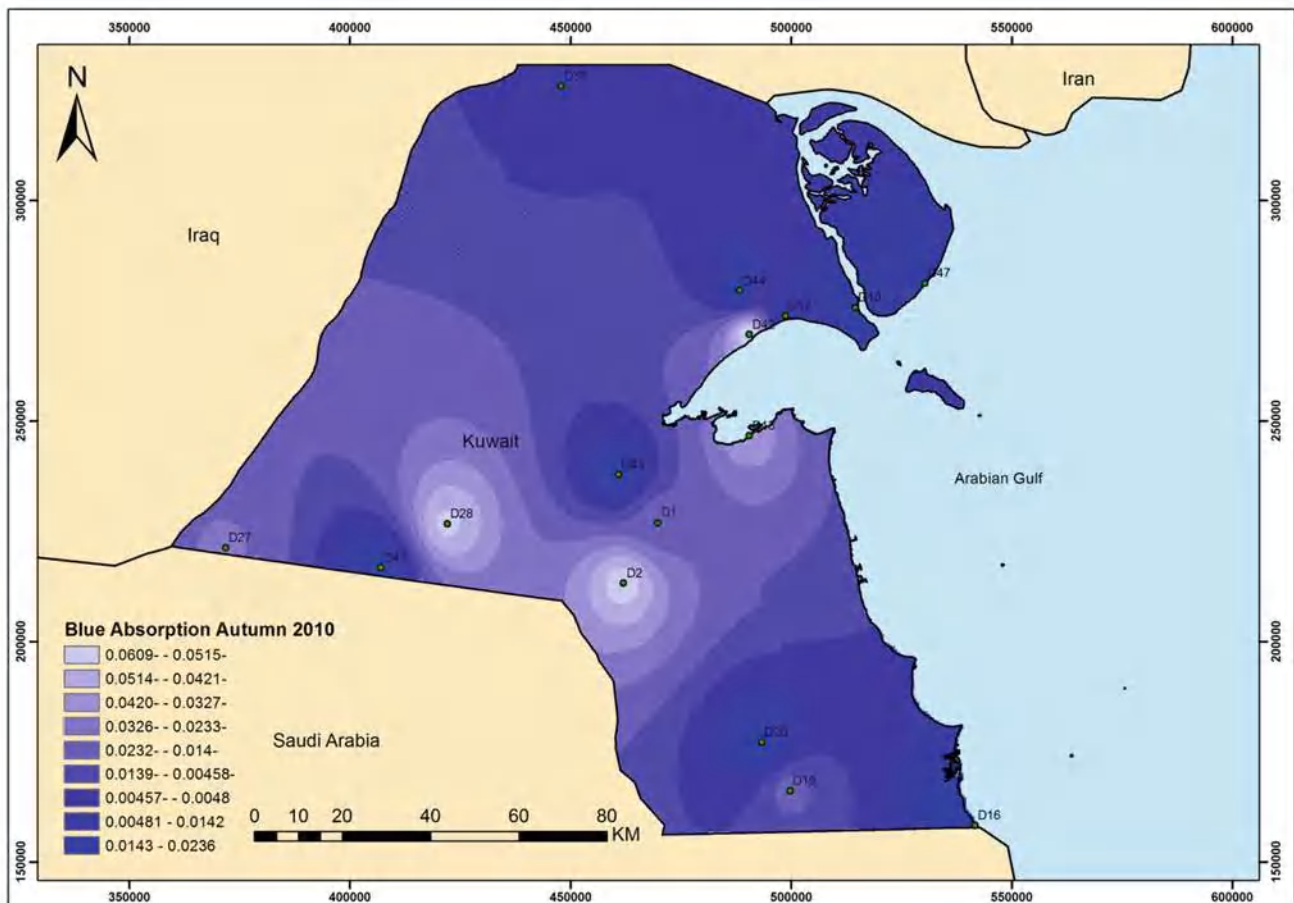 350000 400000 450000 500000 550000 600000
N
Iran
300000
300000
Iraq
D44
D42
250000
250000
Kuwait
Arabian Gulf
D28
D1
D27
D2
Blue Absorption Autumn 2010
0.0609- - 0.0515-
0.0514- - 0.0421-
0.0420- - 0.0327-
0.0326- - 0.0233-
0.0232 - - 0.014-
0.0139- - 0.00458-
0.00457- - 0.0048
0.00481 - 0.0142
0.0143 - 0.0236
200000
200000
Saudi Arabia
D16
0 10 20 40 60 80
KM
150000
150000
350000 400000 450000 500000 550000 600000